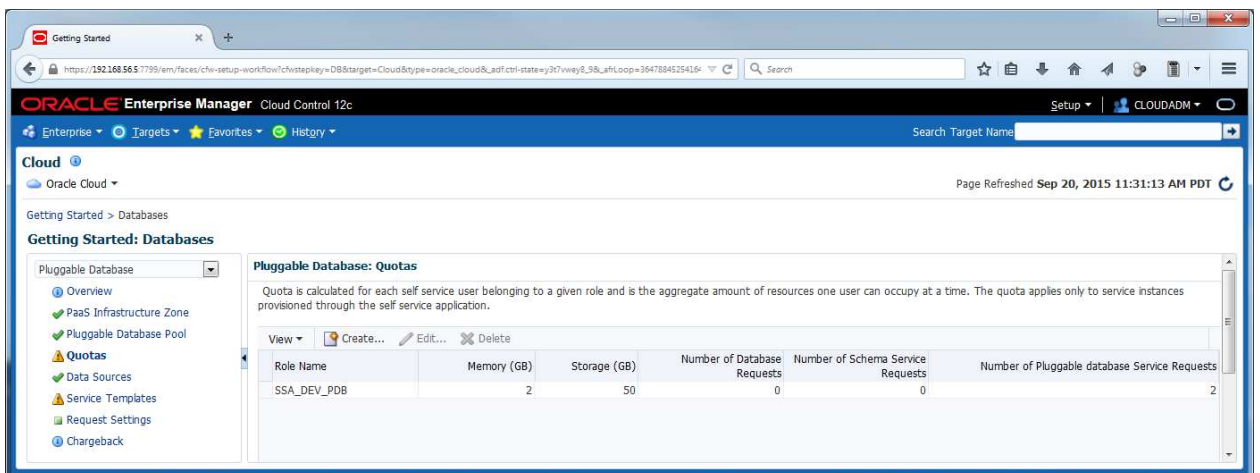 Getting Started
https://192.168.56.5:7799/em/faces/cfw-setup-workflow?cfwstepkey=DB&target=Cloud&type=oracle_cloud&_adf.ctrl-state=y3t7vwey8_9&_afrLoop=36478845254164
Search
ORACLE Enterprise Manager Cloud Control 12c
Setup
CLOUDADM
Enterprise Targets Favorites History
Search Target Name
Cloud
Oracle Cloud
Page Refreshed Sep 20, 2015 11:31:13 AM PDT
Getting Started > Databases
Getting Started: Databases
Pluggable Database
Overview
PaaS Infrastructure Zone
Pluggable Database Pool
Quotas
Data Sources
Service Templates
Request Settings
Chargeback
Pluggable Database: Quotas
Quota is calculated for each self service user belonging to a given role and is the aggregate amount of resources one user can occupy at a time. The quota applies only to service instances
provisioned through the self service application.
View Create... Edit... Delete
Role Name Memory (GB) Storage (GB) Number of Database Requests Number of Schema Service Requests Number of Pluggable database Service Requests
SSA_DEV_PDB 2 50 0 0 2